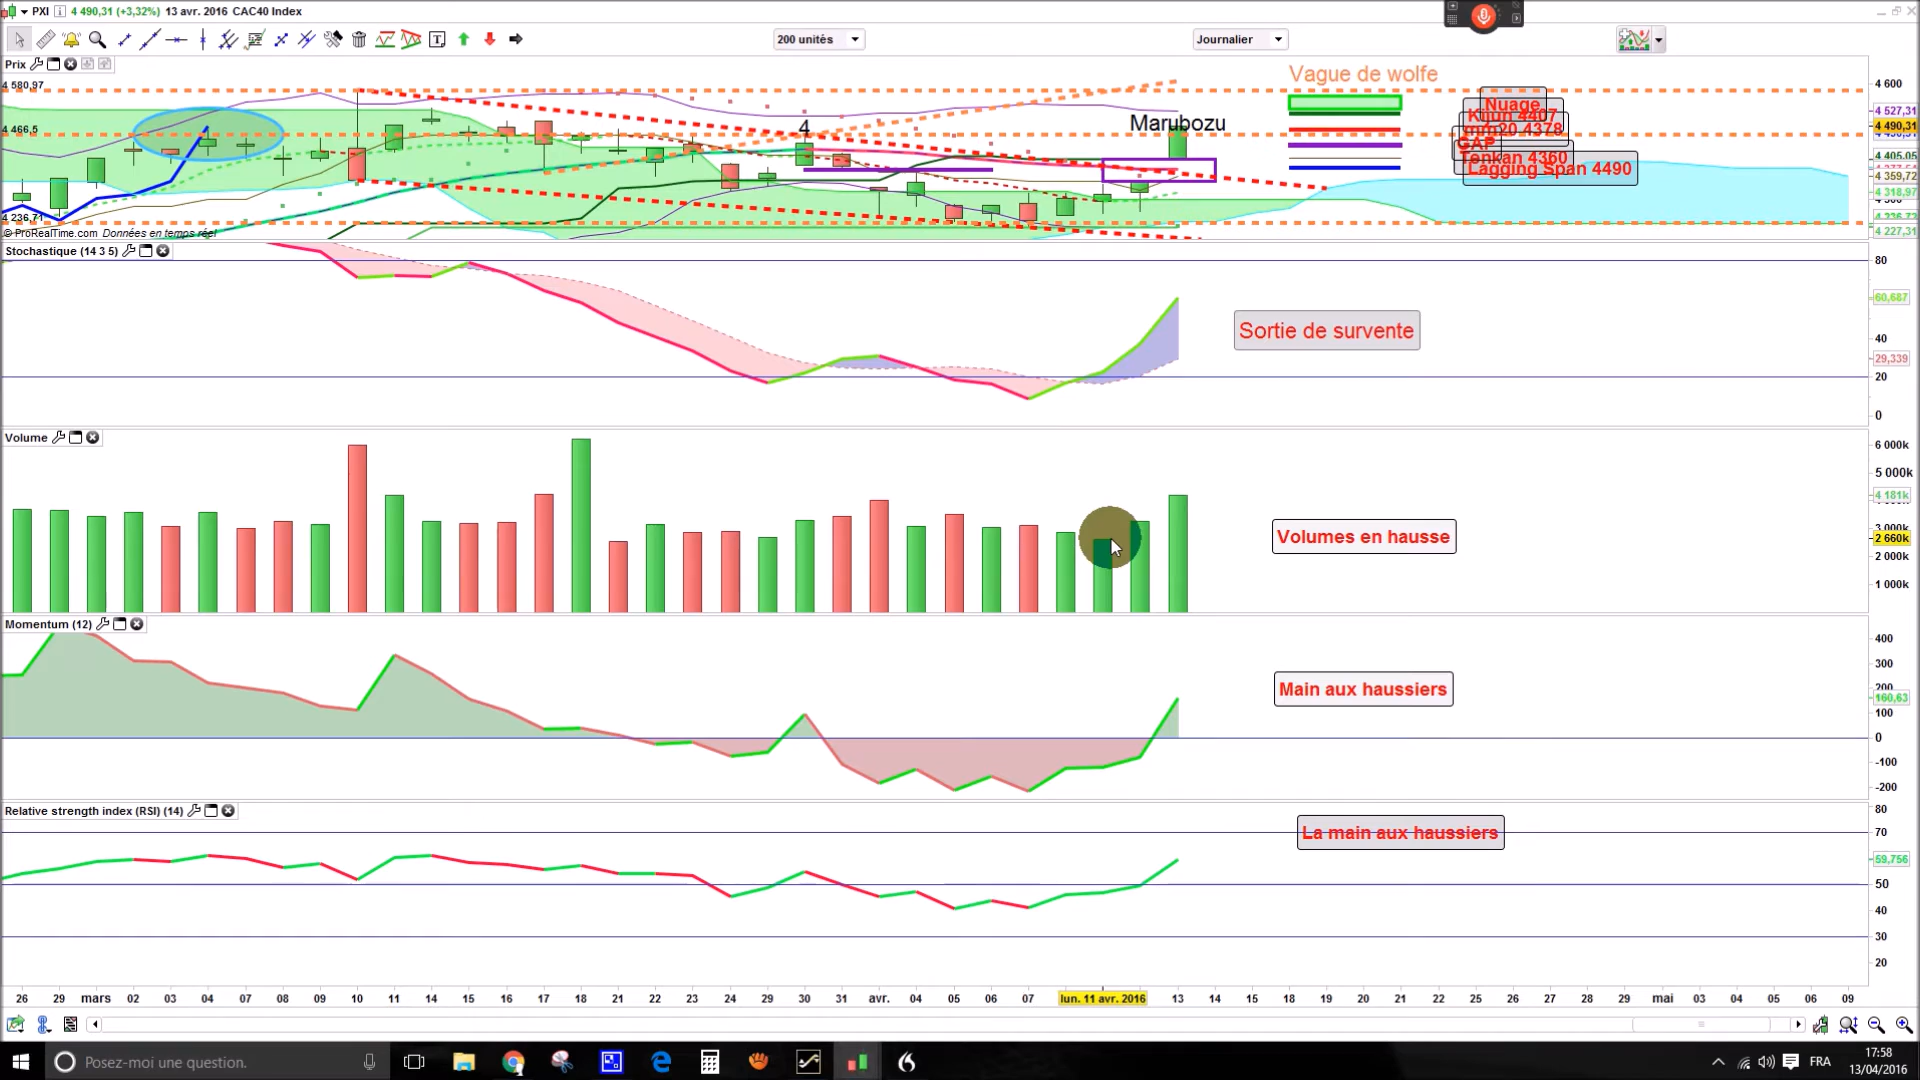 PXI 4 490,31 (+3,32%) 13 avr. 2016 CAC40 Index
200 unités
Journalier
Prix
4 580,97
4 466,5
4 236,71
© ProRealTime.com Données en temps réel
4
Marubozu
Vague de wolfe
Nuage
Kijun 4407
mm20 4378
GAP
Tenkan 4360
Lagging Span 4490
4 600
4 527,31
4 490,31
4 405,05
4 359,72
4 318,97
4 227,31
Stochastique (14 3 5)
80
60,687
40
29,339
20
0
Sortie de survente
Volume
6 000k
5 000k
4 181k
3 000k
2 660k
2 000k
1 000k
Volumes en hausse
Momentum (12)
400
300
200
160,63
100
0
-100
-200
Main aux haussiers
Relative strength index (RSI) (14)
80
70
59,756
50
40
30
20
La main aux haussiers
26 29 mars 02 03 04 07 08 09 10 11 14 15 16 17 18 21 22 23 24 29 30 31 avr. 04 05 06 07 lun. 11 avr. 2016 13 14 15 18 19 20 21 22 25 26 27 28 29 mai 03 04 05 06 09
Posez-moi une question.
FRA
17:58
13/04/2016